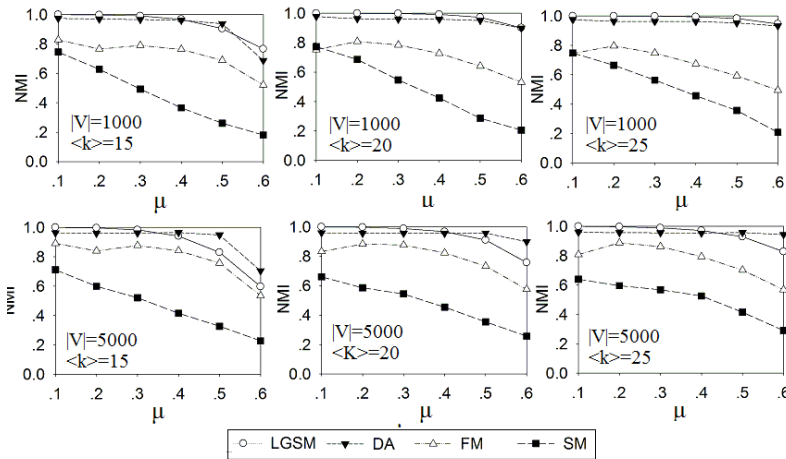 1.0
.8
.6
.4
.2
0.0
NMI
|V|=1000
<k>=15
.1 .2 .3 .4 .5 .6
μ
1.0
.8
.6
.4
.2
0.0
NMI
|V|=1000
<k>=20
.1 .2 .3 .4 .5 .6
μ
1.0
.8
.6
.4
.2
0.0
NMI
|V|=1000
<k>=25
.1 .2 .3 .4 .5 .6
μ
1.0
.8
.6
.4
.2
0.0
NMI
|V|=5000
<k>=15
.1 .2 .3 .4 .5 .6
μ
1.0
.8
.6
.4
.2
0.0
NMI
|V|=5000
<K>=20
.1 .2 .3 .4 .5 .6
μ
1.0
.8
.6
.4
.2
0.0
NMI
|V|=5000
<k>=25
.1 .2 .3 .4 .5 .6
μ
LGSM DA FM SM